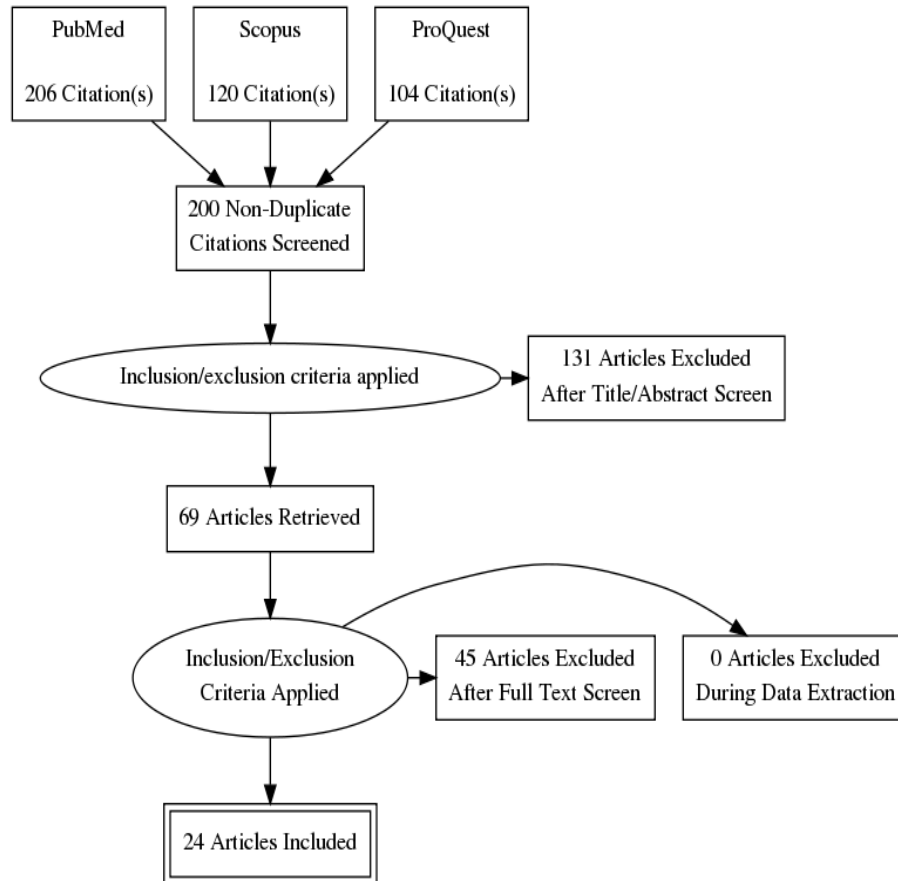 PubMed
206 Citation(s)
Scopus
120 Citation(s)
ProQuest
104 Citation(s)
200 Non-Duplicate
Citations Screened
Inclusion/exclusion criteria applied
131 Articles Excluded
After Title/Abstract Screen
69 Articles Retrieved
Inclusion/Exclusion
Criteria Applied
45 Articles Excluded
After Full Text Screen
0 Articles Excluded
During Data Extraction
24 Articles Included